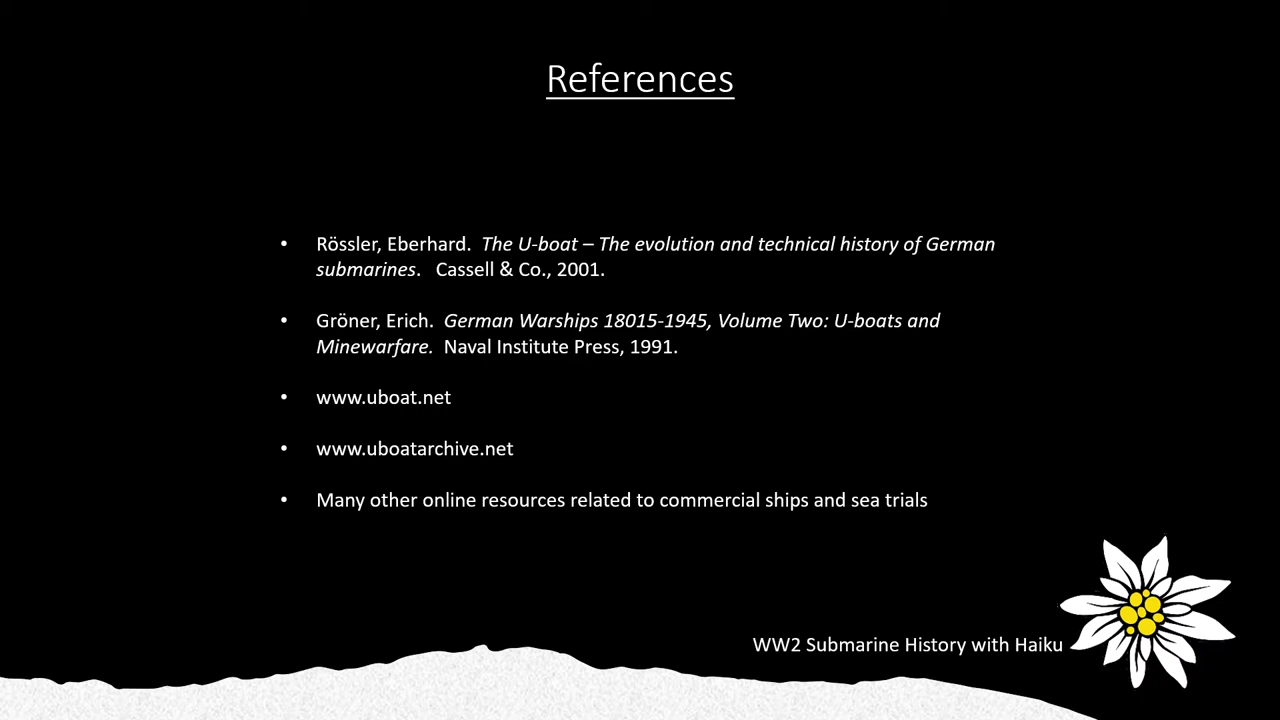 References
• Rössler, Eberhard. The U-boat – The evolution and technical history of German
submarines. Cassell & Co., 2001.
• Gröner, Erich. German Warships 18015-1945, Volume Two: U-boats and
Minewarfare. Naval Institute Press, 1991.
• www.uboat.net
• www.uboatarchive.net
• Many other online resources related to commercial ships and sea trials
WW2 Submarine History with Haiku